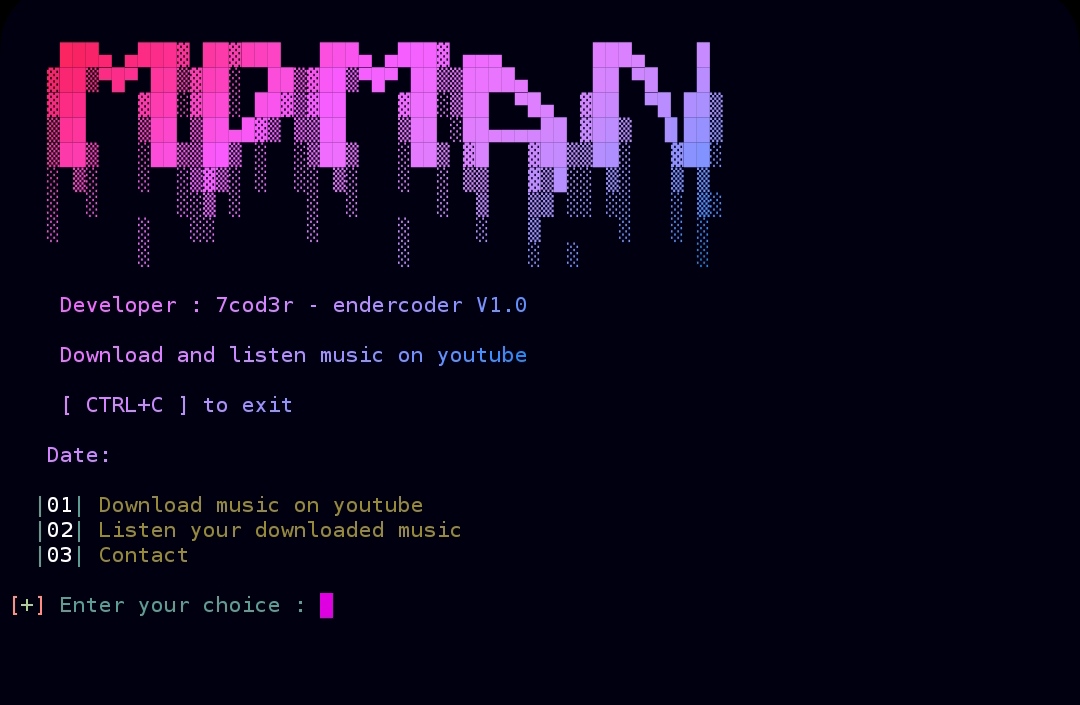 MPMAN
Developer : 7cod3r - endercoder V1.0
Download and listen music on youtube
[ CTRL+C ] to exit
Date:
|01| Download music on youtube
|02| Listen your downloaded music
|03| Contact
[+] Enter your choice :